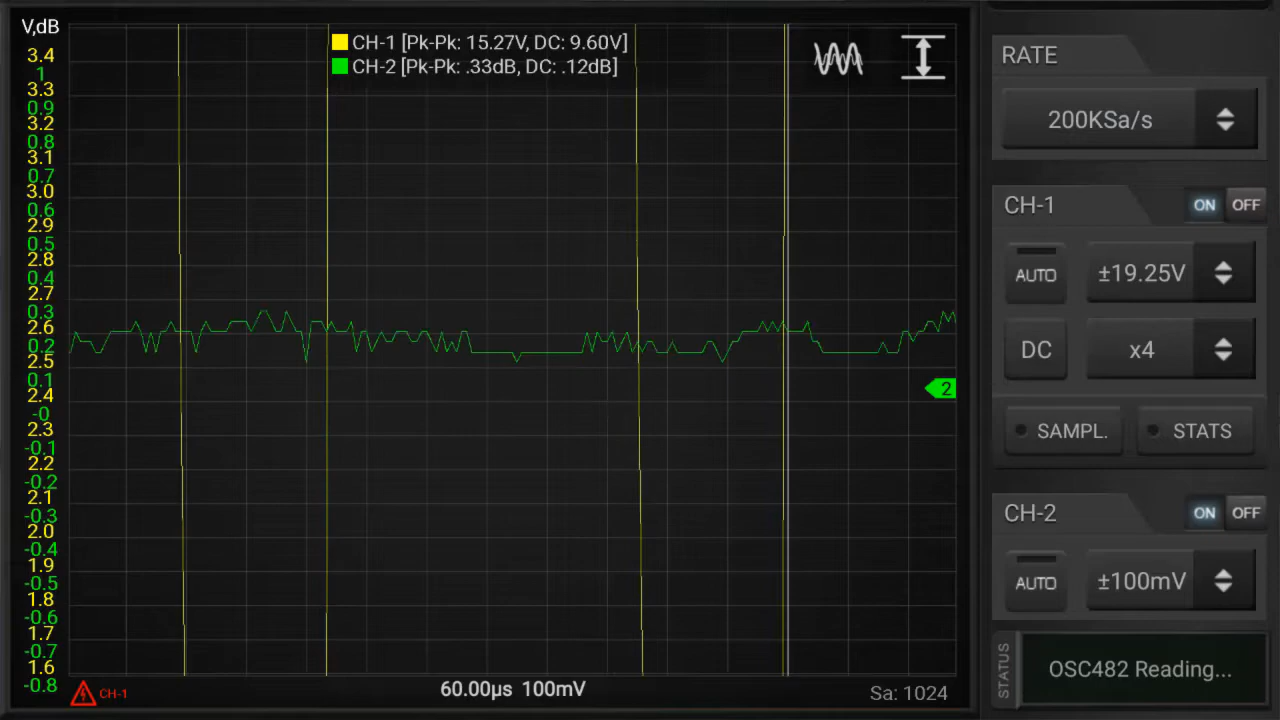 V,dB
3.4
1
3.3
0.9
3.2
0.8
3.1
0.7
3.0
0.6
2.9
0.5
2.8
0.4
2.7
0.3
2.6
0.2
2.5
0.1
2.4
-0
2.3
-0.1
2.2
-0.2
2.1
-0.3
2.0
-0.4
1.9
-0.5
1.8
-0.6
1.7
-0.7
1.6
-0.8
CH-1 [Pk-Pk: 15.27V, DC: 9.60V]
CH-2 [Pk-Pk: .33dB, DC: .12dB]
2
CH-1
60.00µs 100mV
Sa: 1024
RATE
200KSa/s
CH-1 ON OFF
AUTO ±19.25V
DC x4
SAMPL. STATS
CH-2 ON OFF
AUTO ±100mV
STATUS
OSC482 Reading...